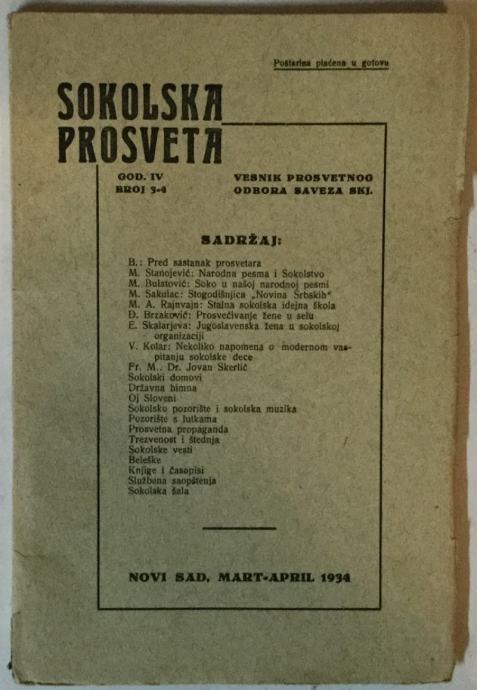 Poštarina plaćena u gotovu
SOKOLSKA
PROSVETA
GOD. IV
BROJ 3-4
VESNIK PROSVETNOG
ODBORA SAVEZA SKJ.
SADRŽAJ:
B.: Pred sastanak prosvetara
M. Stanojević: Narodna pesma i Sokolstvo
M. Bulatović: Soko u našoj narodnoj pesmi
M. Sakulac: Stogodišnjica „Novina Srbskih“
M. A. Rajnvajn: Stalna sokolska idejna škola
D. Brzaković: Prosvećivanje žene u selu
E. Skalarjeva: Jugoslavenska žena u sokolskoj
organizaciji
V. Kolar: Nekoliko napomena o modernom vas-
pitanju sokolske dece
Fr. M.. Dr. Jovan Skerlić
Sokolski domovi
Državna himna
Oj Sloveni
Sokolsko pozorište i sokolska muzika
Pozorište s lutkama
Prosvetna propaganda
Trezvenost i štednja
Sokolske vesti
Beleške
Knjige i časopisi
Službena saopštenja
Sokolska šala
NOVI SAD, MART-APRIL 1934